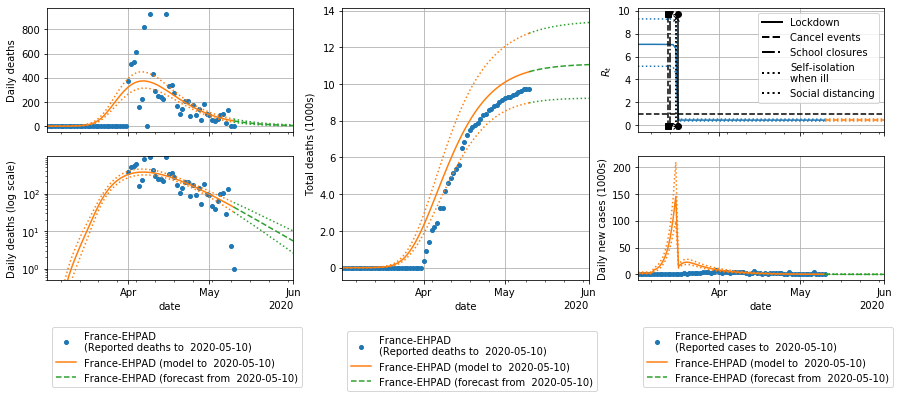 Daily deaths
800
600
400
200
0
Daily deaths (log scale)
10²
10¹
10⁰
Apr
May
Jun
date
2020
France-EHPAD
(Reported deaths to  2020-05-10)
France-EHPAD (model to  2020-05-10)
France-EHPAD (forecast from  2020-05-10)
Total deaths (1000s)
14
12
10
8
6
4
2.0
0
Apr
May
Jun
date
2020
France-EHPAD
(Reported deaths to  2020-05-10)
France-EHPAD (model to  2020-05-10)
France-EHPAD (forecast from  2020-05-10)
Rt
10
8
6
4
2
0
Lockdown
Cancel events
School closures
Self-isolation
when ill
Social distancing
Daily new cases (1000s)
200
150
100
50
0
Apr
May
Jun
date
2020
France-EHPAD
(Reported cases to  2020-05-10)
France-EHPAD (model to  2020-05-10)
France-EHPAD (forecast from  2020-05-10)